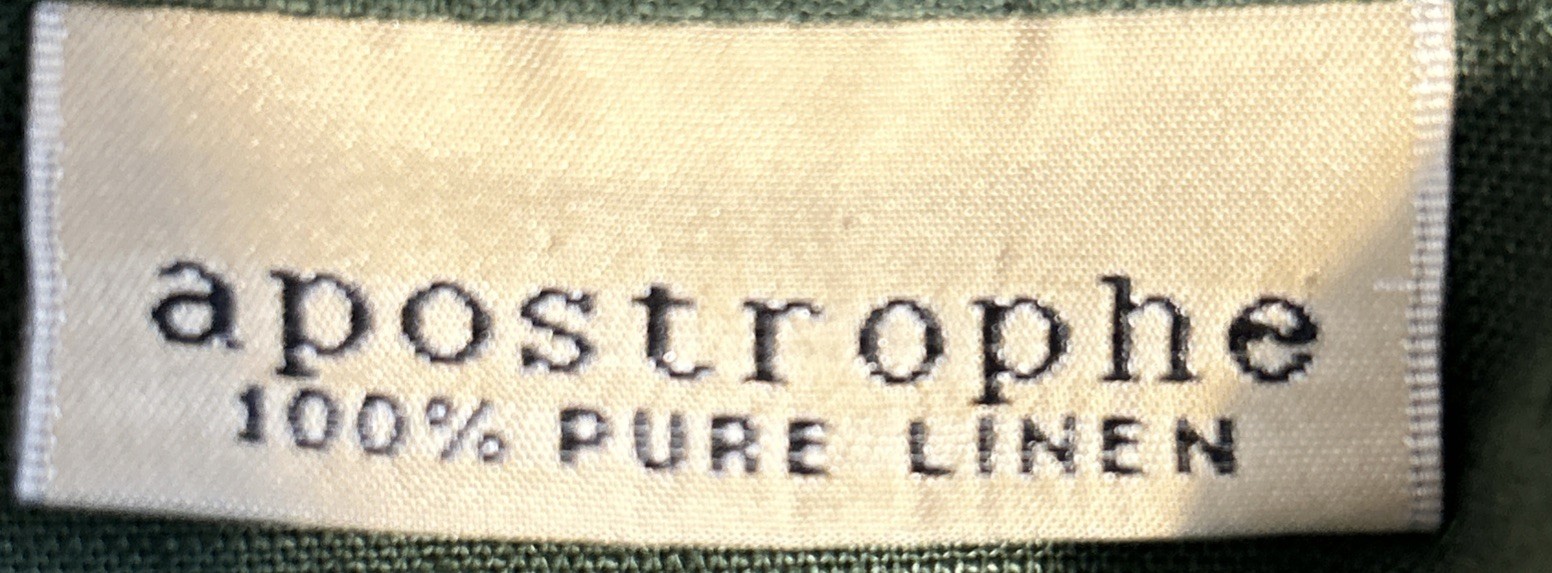 apostrophe
100% PURE LINEN